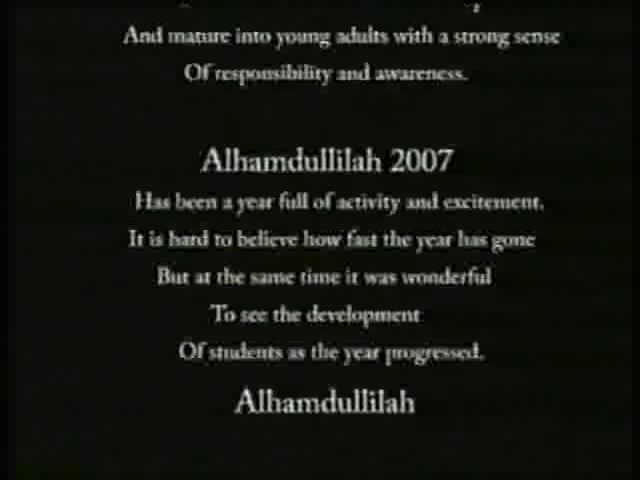 And mature into young adults with a strong sense
Of responsibility and awareness.
Alhamdullilah 2007
Has been a year full of activity and excitement.
It is hard to believe how fast the year has gone
But at the same time it was wonderful
To see the development
Of students as the year progressed.
Alhamdullilah